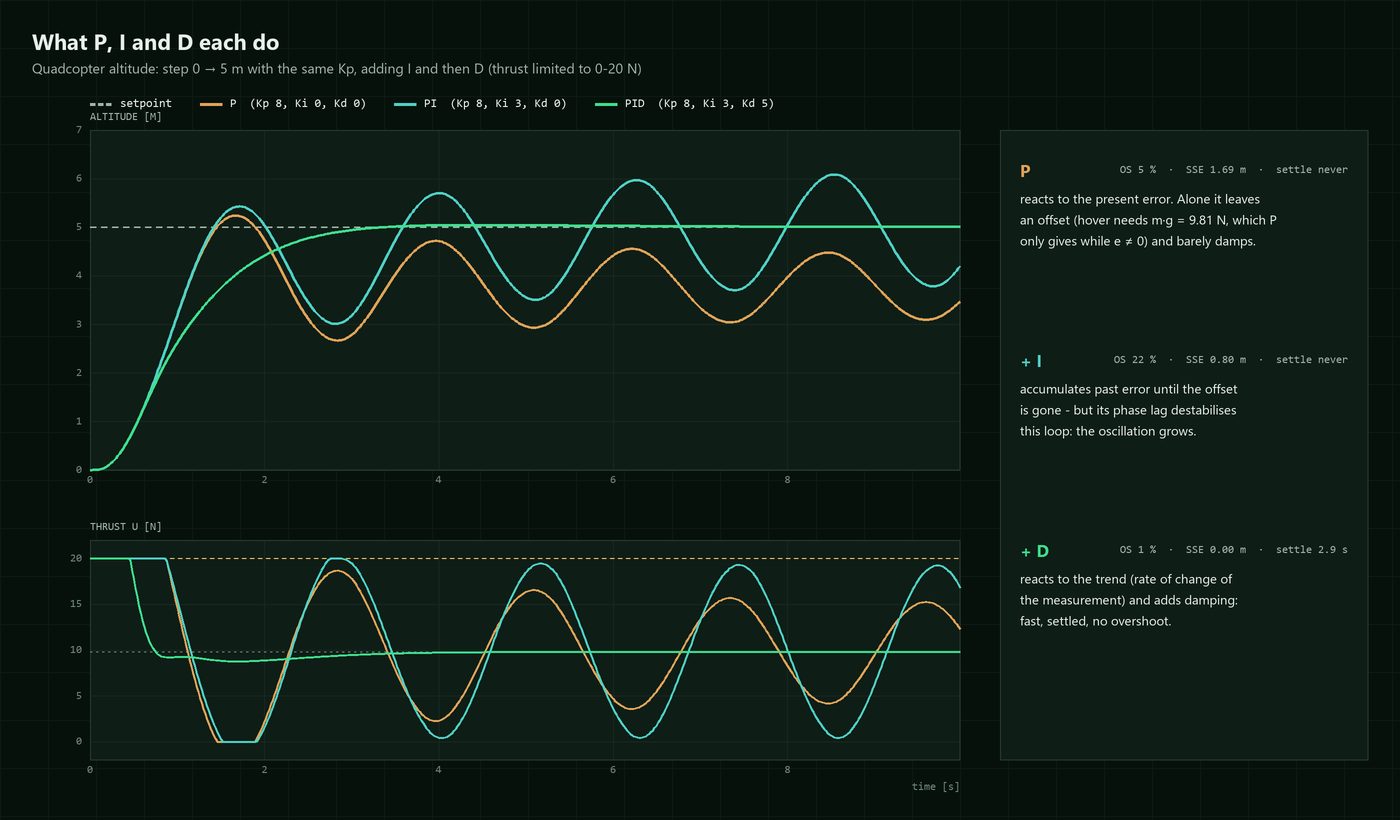 What P, I and D each do
Quadcopter altitude: step 0 → 5 m with the same Kp, adding I and then D (thrust limited to 0-20 N)
setpoint   P  (Kp 8, Ki 0, Kd 0)   PI  (Kp 8, Ki 3, Kd 0)   PID  (Kp 8, Ki 3, Kd 5)
ALTITUDE [M]
7
6
5
4
3
2
1
0
0 2 4 6 8
THRUST U [N]
20
15
10
5
0
0 2 4 6 8
time [s]
P   OS 5 %  ·  SSE 1.69 m  ·  settle never
reacts to the present error. Alone it leaves
an offset (hover needs m·g = 9.81 N, which P
only gives while e ≠ 0) and barely damps.
+ I   OS 22 %  ·  SSE 0.80 m  ·  settle never
accumulates past error until the offset
is gone - but its phase lag destabilises
this loop: the oscillation grows.
+ D   OS 1 %  ·  SSE 0.00 m  ·  settle 2.9 s
reacts to the trend (rate of change of
the measurement) and adds damping:
fast, settled, no overshoot.